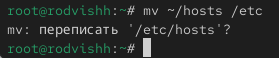 root@rodvishh:~# mv ~/hosts /etc
mv: переписать '/etc/hosts'?
root@rodvishh:~#